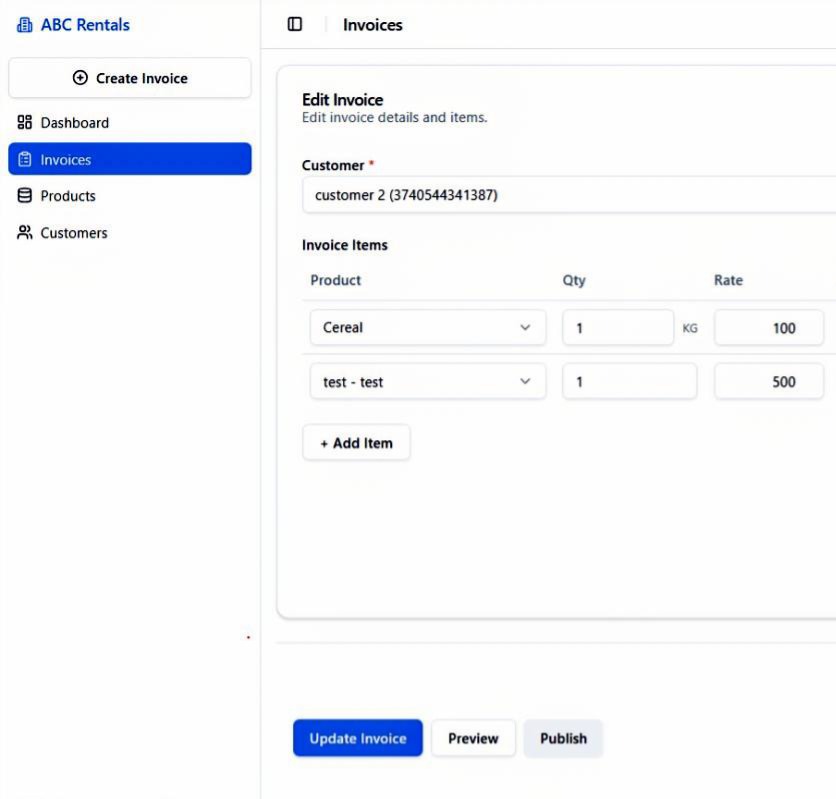 ABC Rentals
Create Invoice
Dashboard
Invoices
Products
Customers
Invoices
Edit Invoice
Edit invoice details and items.
Customer *
customer 2 (3740544341387)
Invoice Items
Product Qty Rate
Cereal 1 KG 100
test - test 1 500
+ Add Item
Update Invoice Preview Publish